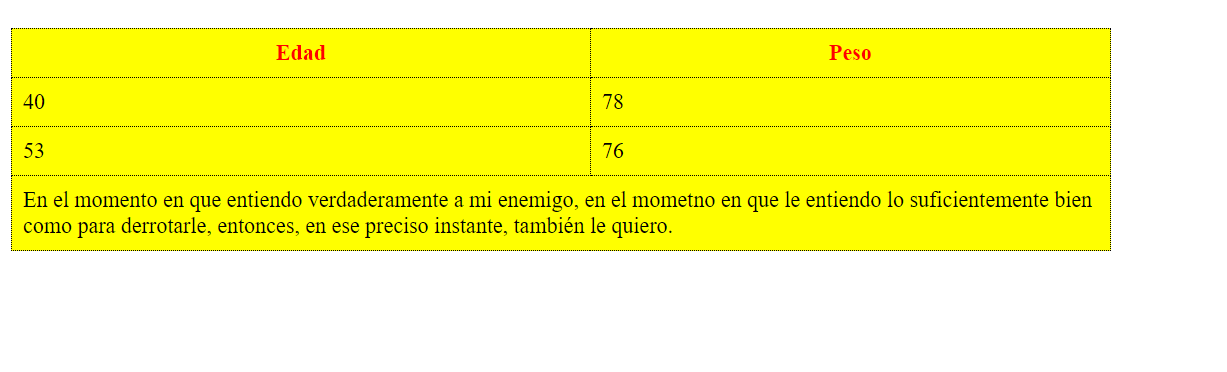 Edad Peso
40 78
53 76
En el momento en que entiendo verdaderamente a mi enemigo, en el mometno en que le entiendo lo suficientemente bien
como para derrotarle, entonces, en ese preciso instante, también le quiero.